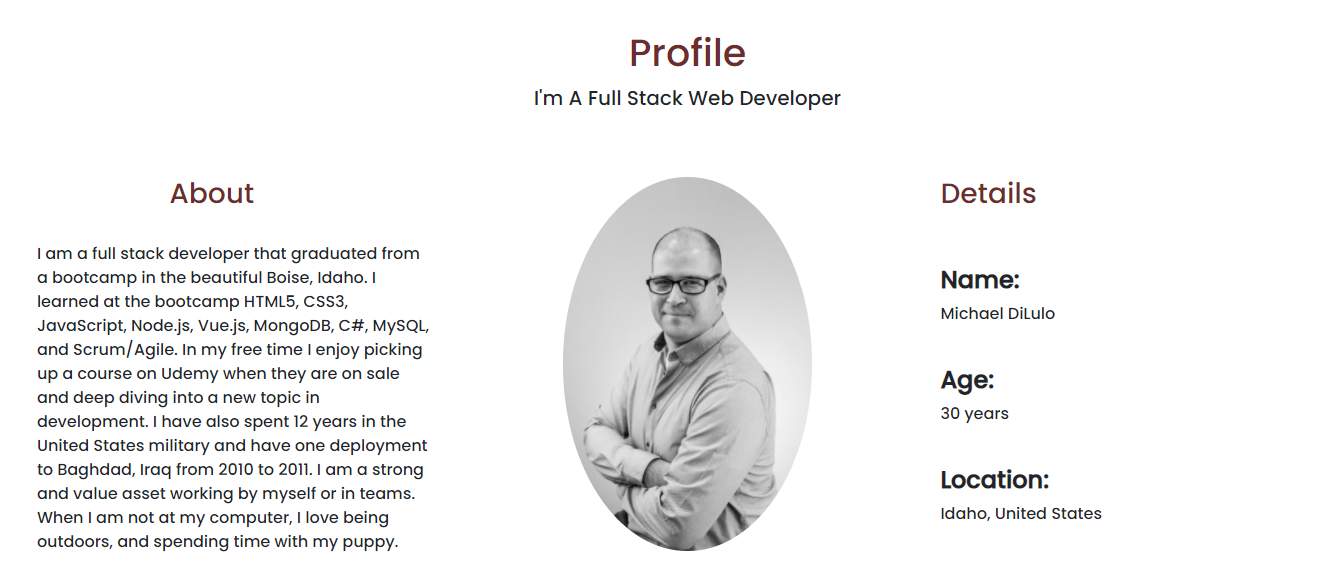 Profile
I'm A Full Stack Web Developer
About
I am a full stack developer that graduated from
a bootcamp in the beautiful Boise, Idaho. I
learned at the bootcamp HTML5, CSS3,
JavaScript, Node.js, Vue.js, MongoDB, C#, MySQL,
and Scrum/Agile. In my free time I enjoy picking
up a course on Udemy when they are on sale
and deep diving into a new topic in
development. I have also spent 12 years in the
United States military and have one deployment
to Baghdad, Iraq from 2010 to 2011. I am a strong
and value asset working by myself or in teams.
When I am not at my computer, I love being
outdoors, and spending time with my puppy.
Details
Name:
Michael DiLulo
Age:
30 years
Location:
Idaho, United States